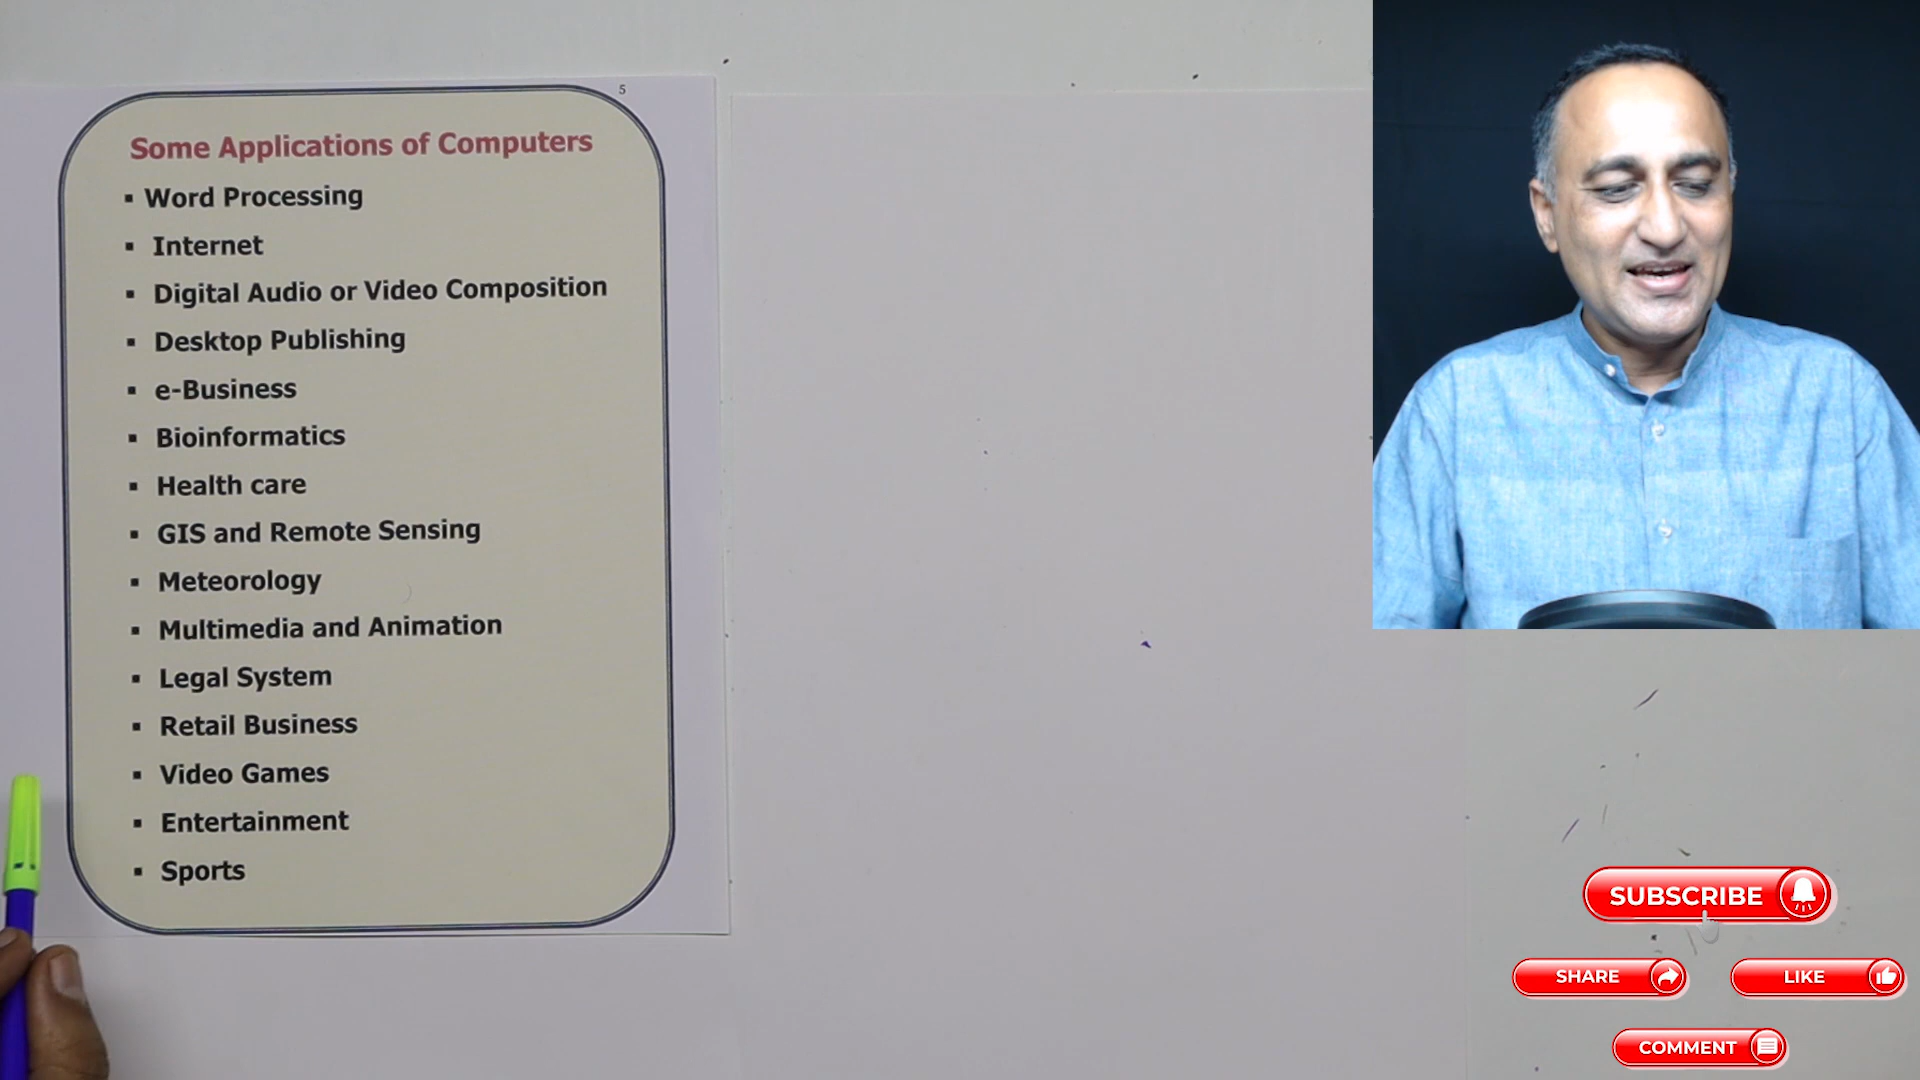 5
Some Applications of Computers
▪ Word Processing
▪ Internet
▪ Digital Audio or Video Composition
▪ Desktop Publishing
▪ e-Business
▪ Bioinformatics
▪ Health care
▪ GIS and Remote Sensing
▪ Meteorology
▪ Multimedia and Animation
▪ Legal System
▪ Retail Business
▪ Video Games
▪ Entertainment
▪ Sports
SUBSCRIBE
SHARE
LIKE
COMMENT